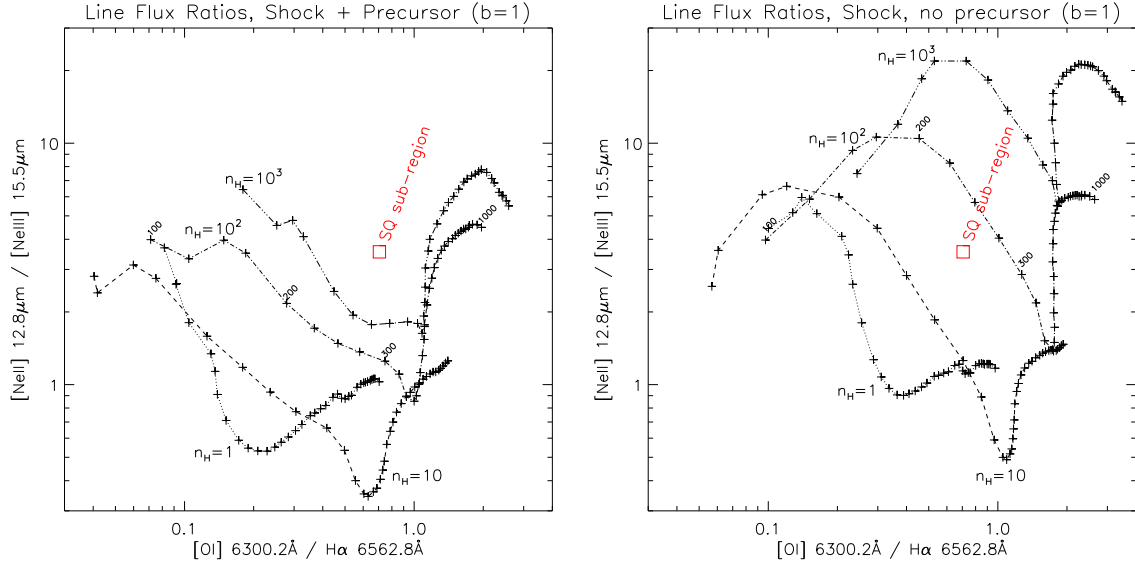 Line Flux Ratios, Shock + Precursor (b=1)
[NeII] 12.8μm / [NeIII] 15.5μm
10
1
0.1
1.0
[OI] 6300.2Å / Hα 6562.8Å
n_H=10^3
n_H=10^2
n_H=1
n_H=10
100
200
300
1000
SQ sub-region
Line Flux Ratios, Shock, no precursor (b=1)
[NeII] 12.8μm / [NeIII] 15.5μm
10
1
0.1
1.0
[OI] 6300.2Å / Hα 6562.8Å
n_H=10^3
n_H=10^2
n_H=1
n_H=10
100
200
300
1000
SQ sub-region